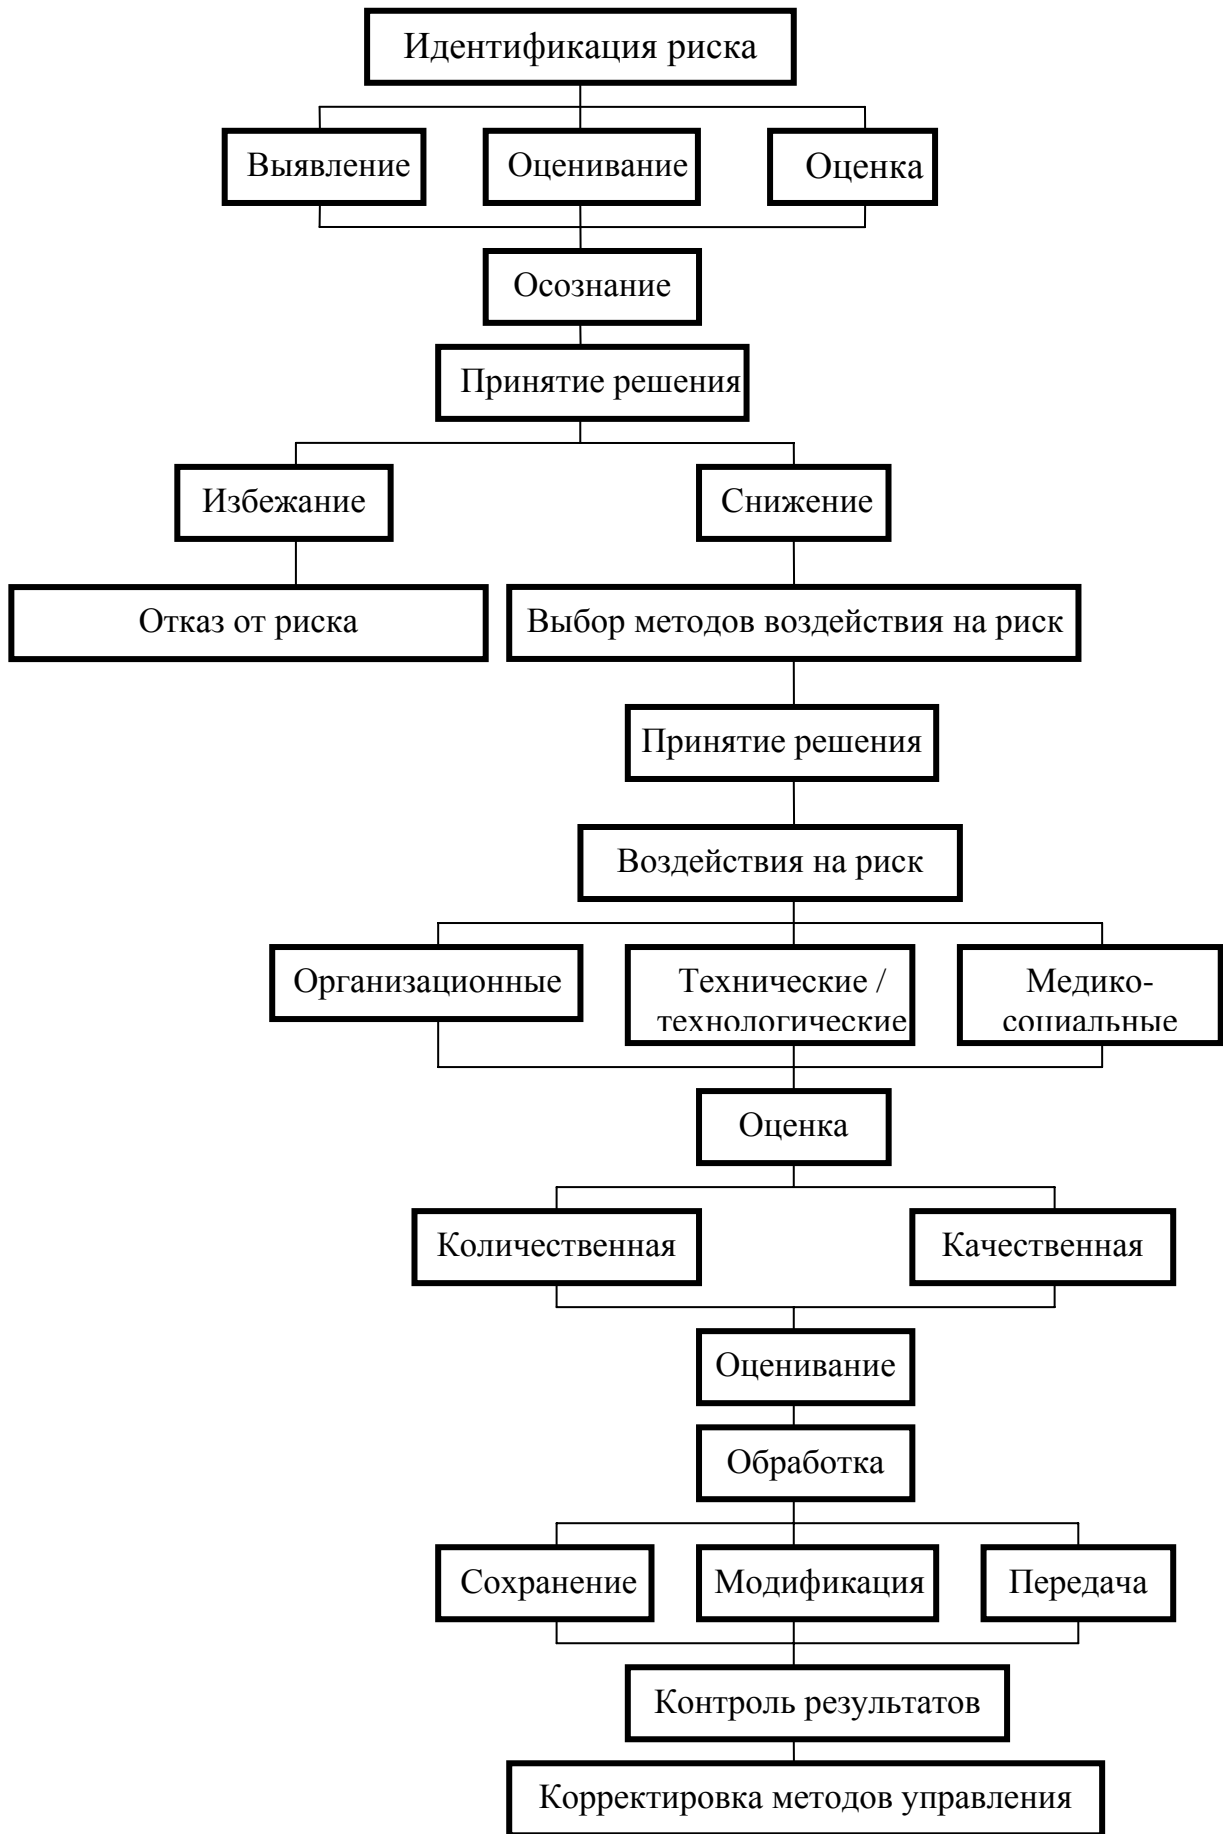 Идентификация риска
Выявление
Оценивание
Оценка
Осознание
Принятие решения
Избежание
Снижение
Отказ от риска
Выбор методов воздействия на риск
Принятие решения
Воздействия на риск
Организационные
Технические /
технологические
Медико-
социальные
Оценка
Количественная
Качественная
Оценивание
Обработка
Сохранение
Модификация
Передача
Контроль результатов
Корректировка методов управления